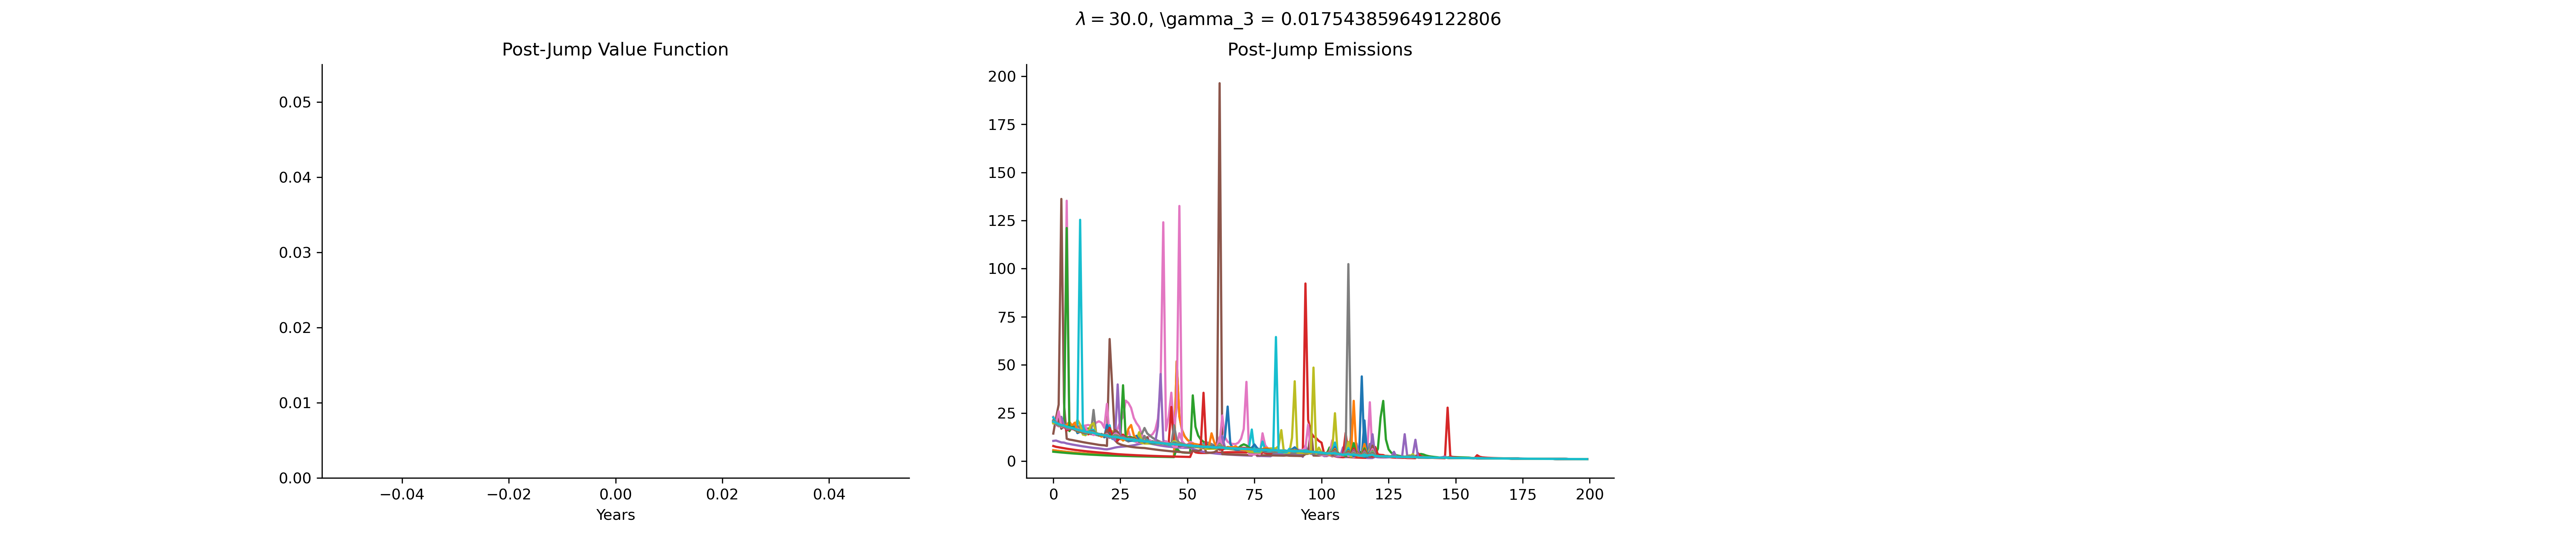 λ = 30.0, \gamma_3 = 0.017543859649122806
Post-Jump Value Function
0.05
0.04
0.03
0.02
0.01
0.00
−0.04 −0.02 0.00 0.02 0.04
Years
Post-Jump Emissions
200
175
150
125
100
75
50
25
0
0 25 50 75 100 125 150 175 200
Years